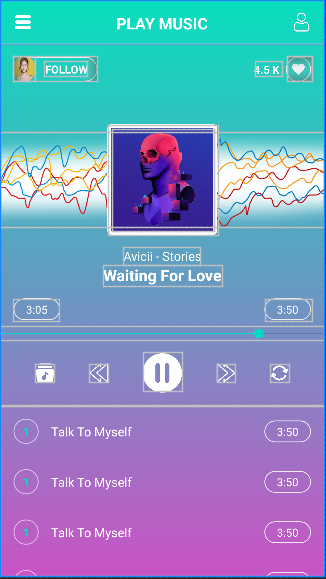 PLAY MUSIC
FOLLOW
4.5 K
Avicii - Stories
Waiting For Love
3:05
3:50
1 Talk To Myself 3:50
1 Talk To Myself 3:50
1 Talk To Myself 3:50